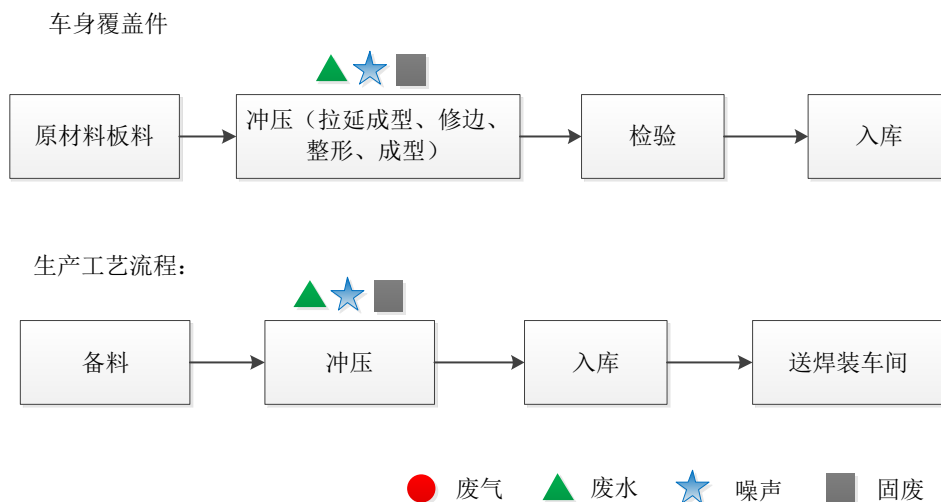 车身覆盖件
原材料板料
冲压（拉延成型、修边、
整形、成型）
检验
入库
生产工艺流程：
备料
冲压
入库
送焊装车间
废气
废水
噪声
固废